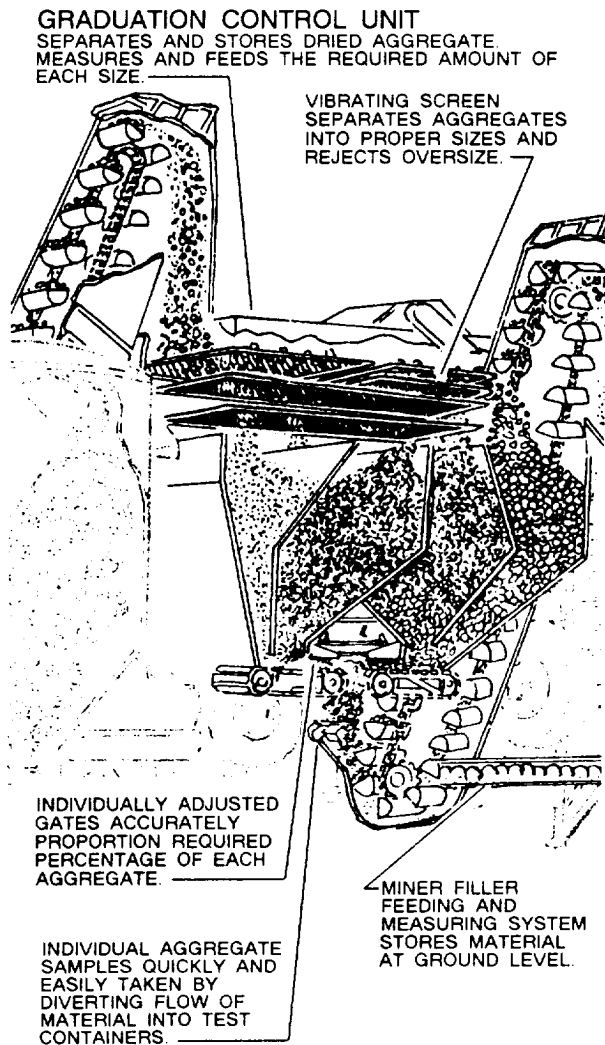 GRADUATION CONTROL UNIT
SEPARATES AND STORES DRIED AGGREGATE.
MEASURES AND FEEDS THE REQUIRED AMOUNT OF
EACH SIZE.
VIBRATING SCREEN
SEPARATES AGGREGATES
INTO PROPER SIZES AND
REJECTS OVERSIZE.
INDIVIDUALLY ADJUSTED
GATES ACCURATELY
PROPORTION REQUIRED
PERCENTAGE OF EACH
AGGREGATE.
MINER FILLER
FEEDING AND
MEASURING SYSTEM
STORES MATERIAL
AT GROUND LEVEL.
INDIVIDUAL AGGREGATE
SAMPLES QUICKLY AND
EASILY TAKEN BY
DIVERTING FLOW OF
MATERIAL INTO TEST
CONTAINERS.